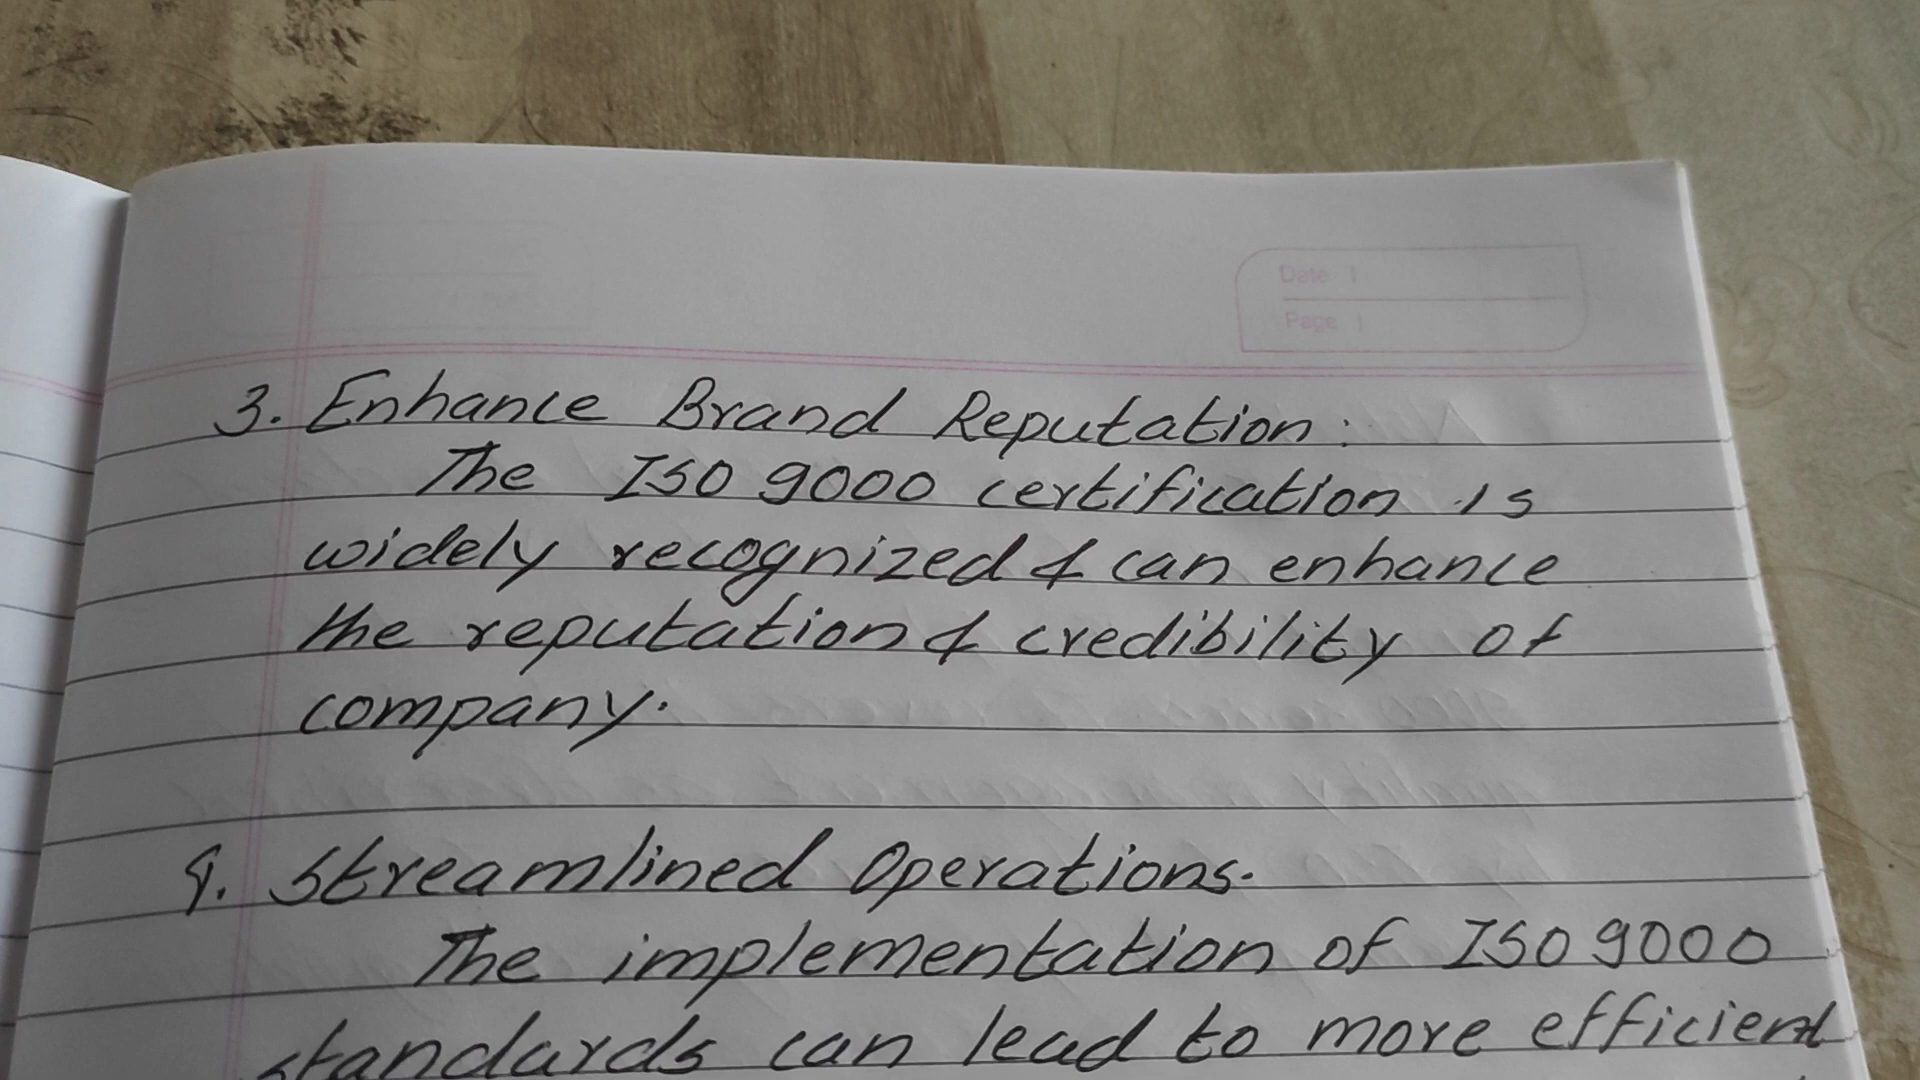 Date |
Page |
3. Enhance Brand Reputation :
The ISO 9000 certification is
widely recognized & can enhance
the reputation & credibility of
company.
4. Streamlined Operations.
The implementation of ISO 9000
standards can lead to more efficient